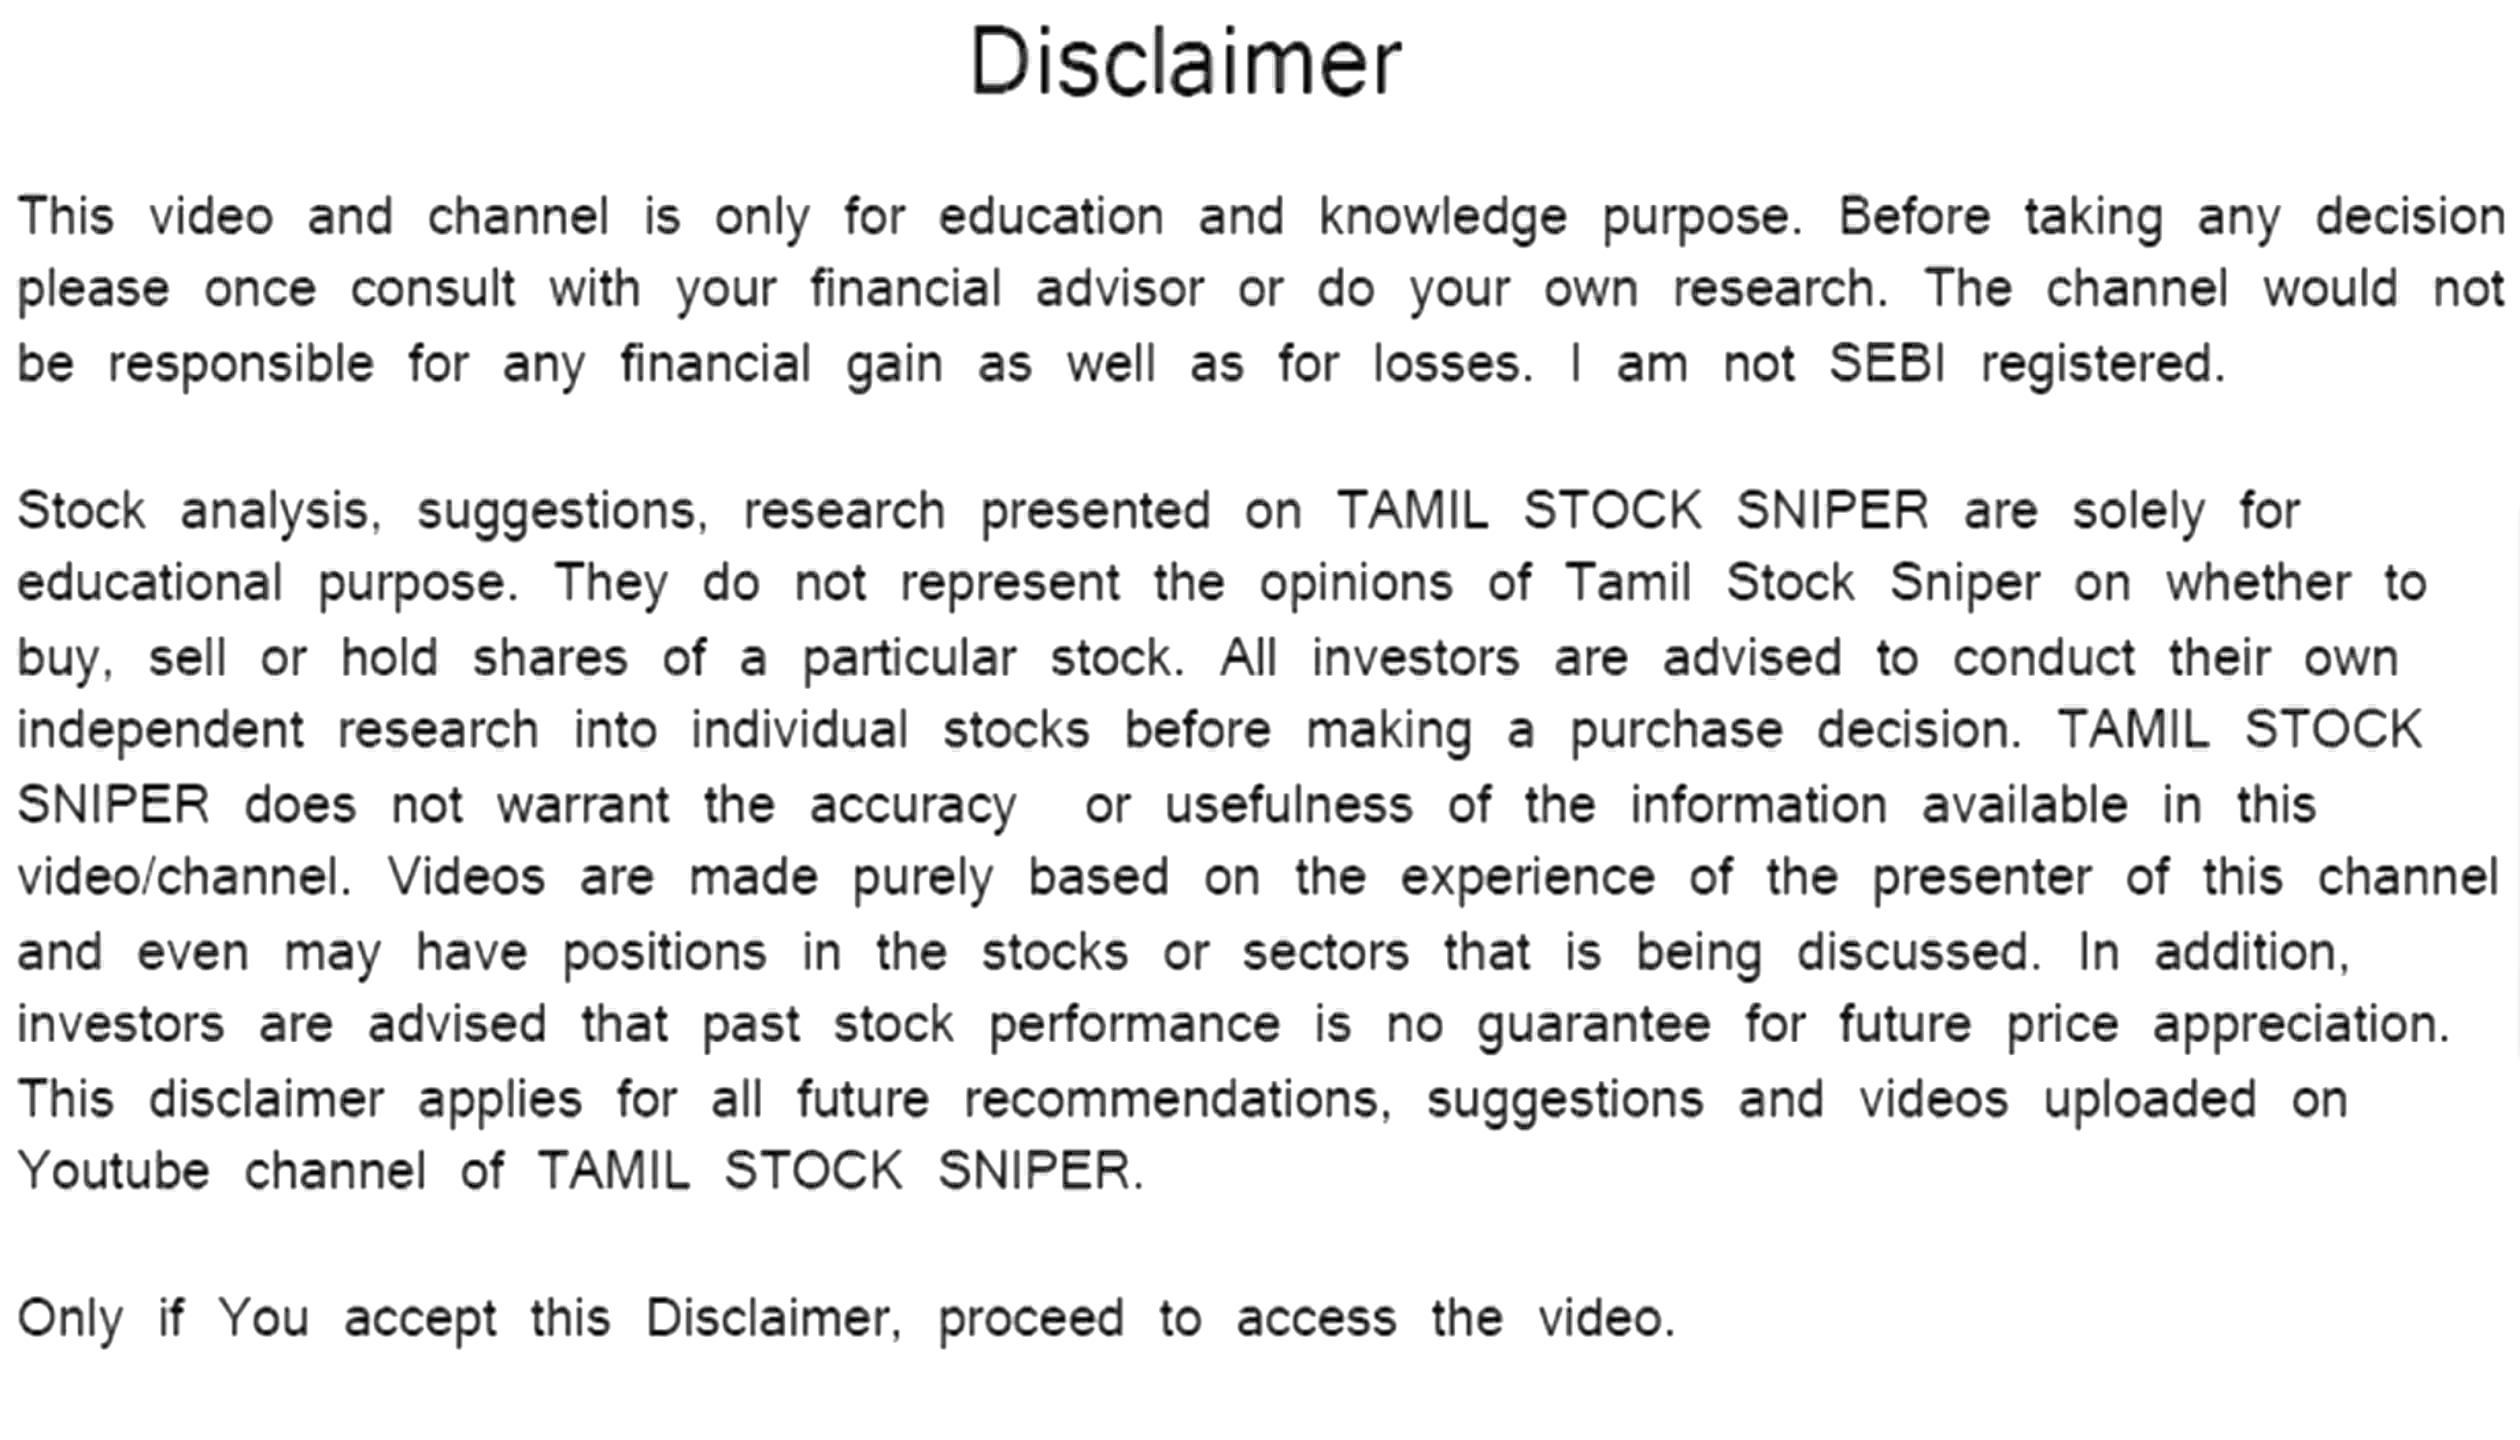 Disclaimer
This video and channel is only for education and knowledge purpose. Before taking any decision
please once consult with your financial advisor or do your own research. The channel would not
be responsible for any financial gain as well as for losses. I am not SEBI registered.
Stock analysis, suggestions, research presented on TAMIL STOCK SNIPER are solely for
educational purpose. They do not represent the opinions of Tamil Stock Sniper on whether to
buy, sell or hold shares of a particular stock. All investors are advised to conduct their own
independent research into individual stocks before making a purchase decision. TAMIL STOCK
SNIPER does not warrant the accuracy or usefulness of the information available in this
video/channel. Videos are made purely based on the experience of the presenter of this channel
and even may have positions in the stocks or sectors that is being discussed. In addition,
investors are advised that past stock performance is no guarantee for future price appreciation.
This disclaimer applies for all future recommendations, suggestions and videos uploaded on
Youtube channel of TAMIL STOCK SNIPER.
Only if You accept this Disclaimer, proceed to access the video.